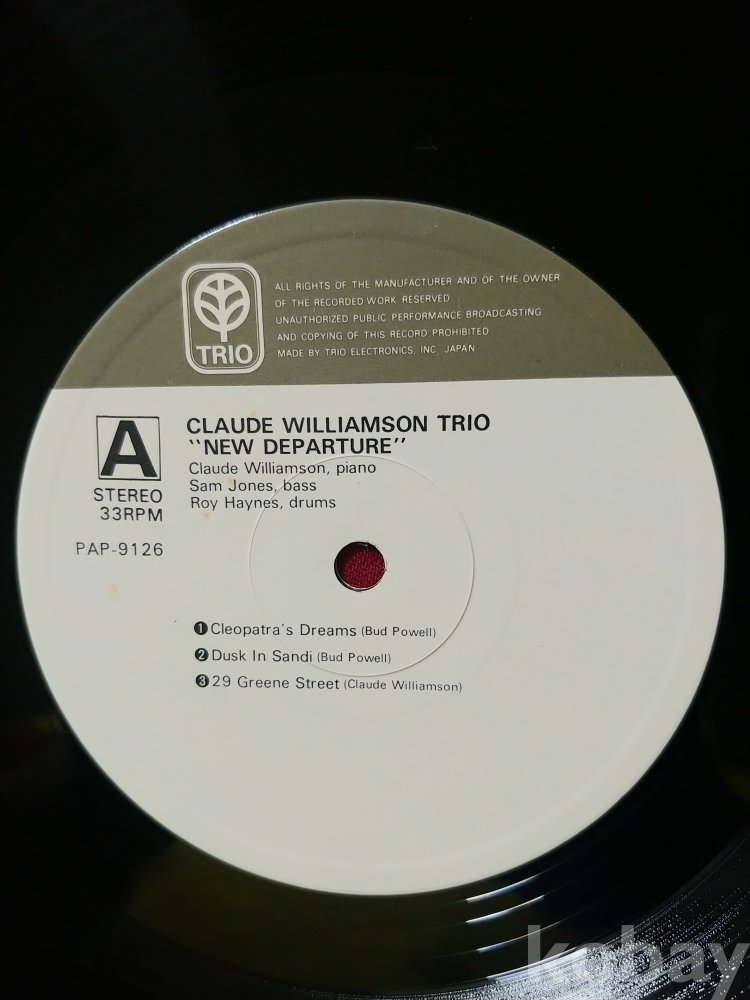 TRIO
ALL RIGHTS OF THE MANUFACTURER AND OF THE OWNER
OF THE RECORDED WORK RESERVED
UNAUTHORIZED PUBLIC PERFORMANCE BROADCASTING
AND COPYING OF THIS RECORD PROHIBITED
MADE BY TRIO ELECTRONICS, INC. JAPAN
A
STEREO
33RPM
PAP-9126
CLAUDE WILLIAMSON TRIO
"NEW DEPARTURE"
Claude Williamson, piano
Sam Jones, bass
Roy Haynes, drums
❶Cleopatra's Dreams (Bud Powell)
❷Dusk In Sandi (Bud Powell)
❸29 Greene Street (Claude Williamson)
kobay